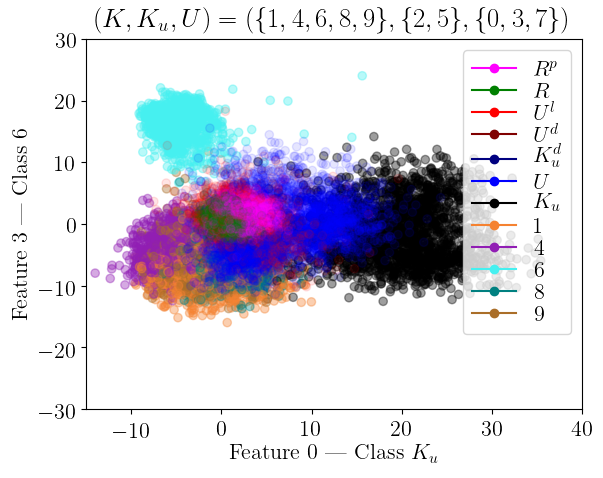 (K, K_u, U) = ({1, 4, 6, 8, 9}, {2, 5}, {0, 3, 7})
30
20
10
0
−10
−20
−30
Feature 3 — Class 6
R^p
R
U^l
U^d
K_u^d
U
K_u
1
4
6
8
9
−10
0
10
20
30
40
Feature 0 — Class K_u